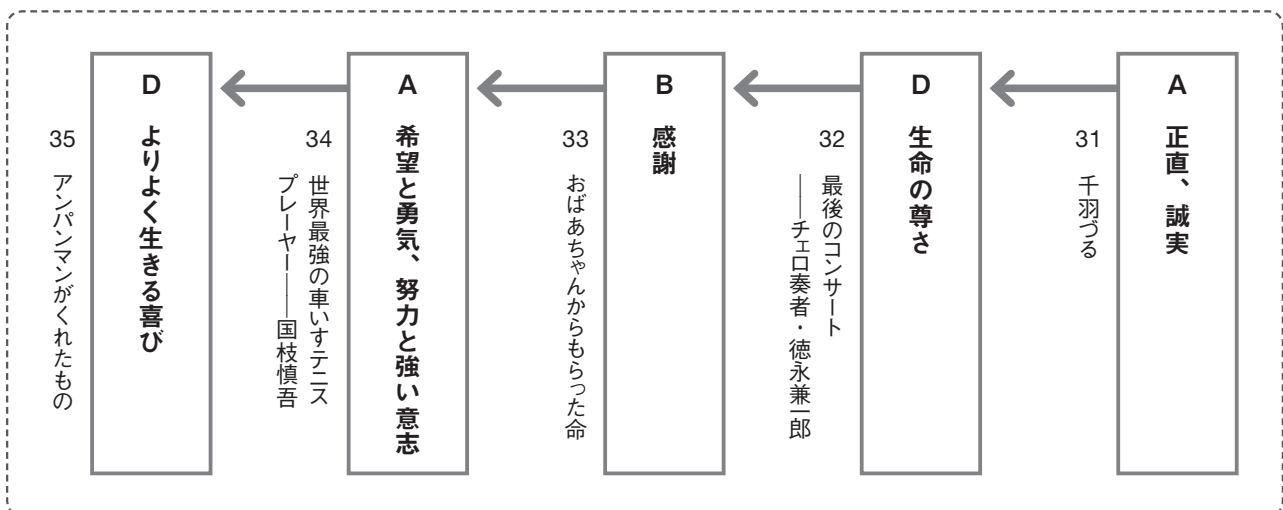 A 正直、誠実
31 千羽づる
D 生命の尊さ
32 最後のコンサート
――チェロ奏者・徳永兼一郎
B 感謝
33 おばあちゃんからもらった命
A 希望と勇気、努力と強い意志
34 世界最強の車いすテニス
プレーヤー――国枝慎吾
D よりよく生きる喜び
35 アンパンマンがくれたもの